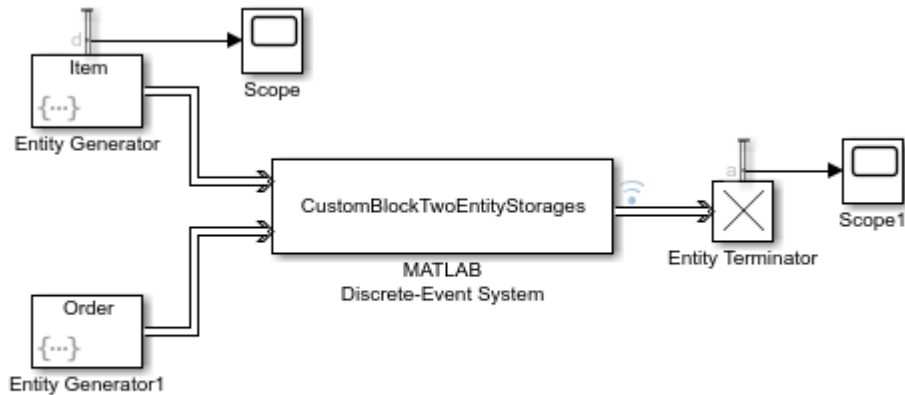 d
Item
{...}
Entity Generator
Scope
CustomBlockTwoEntityStorages
MATLAB
Discrete-Event System
a
Entity Terminator
Scope1
Order
{...}
Entity Generator1